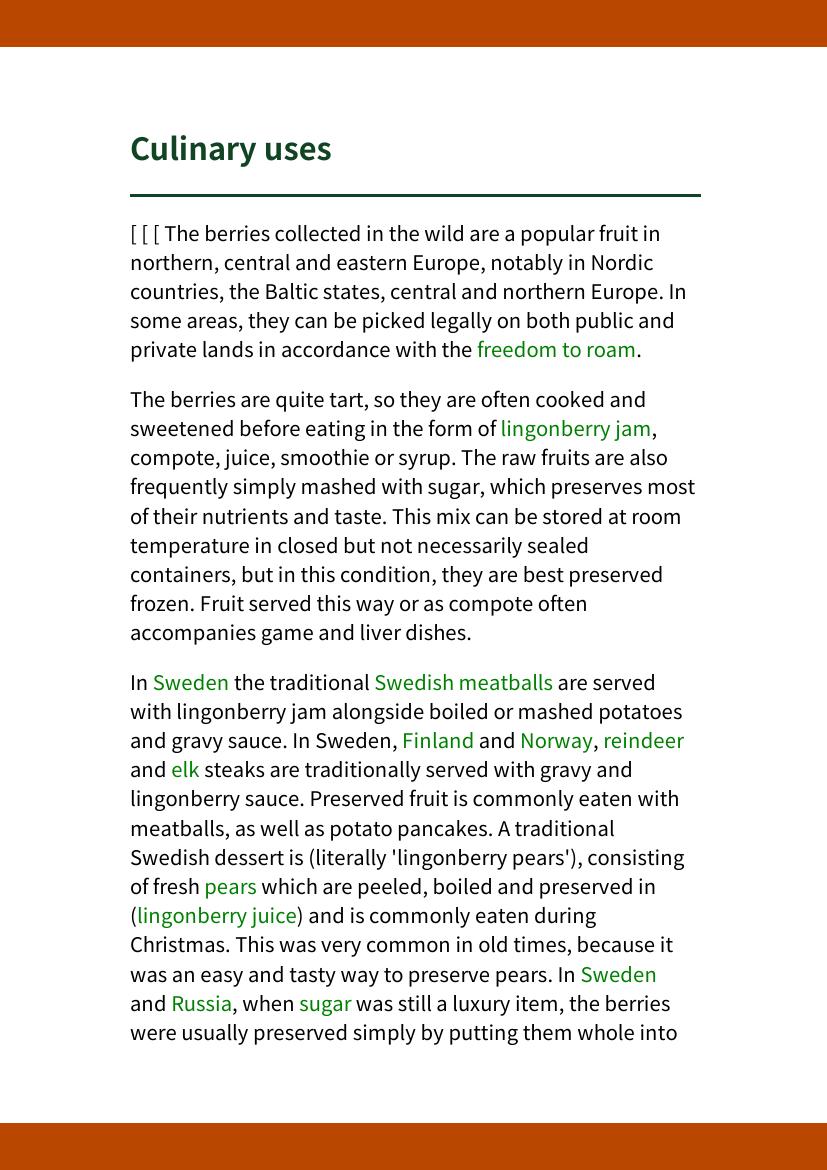 Culinary uses
[ [ [ The berries collected in the wild are a popular fruit in
northern, central and eastern Europe, notably in Nordic
countries, the Baltic states, central and northern Europe. In
some areas, they can be picked legally on both public and
private lands in accordance with the freedom to roam.
The berries are quite tart, so they are often cooked and
sweetened before eating in the form of lingonberry jam,
compote, juice, smoothie or syrup. The raw fruits are also
frequently simply mashed with sugar, which preserves most
of their nutrients and taste. This mix can be stored at room
temperature in closed but not necessarily sealed
containers, but in this condition, they are best preserved
frozen. Fruit served this way or as compote often
accompanies game and liver dishes.
In Sweden the traditional Swedish meatballs are served
with lingonberry jam alongside boiled or mashed potatoes
and gravy sauce. In Sweden, Finland and Norway, reindeer
and elk steaks are traditionally served with gravy and
lingonberry sauce. Preserved fruit is commonly eaten with
meatballs, as well as potato pancakes. A traditional
Swedish dessert is (literally 'lingonberry pears'), consisting
of fresh pears which are peeled, boiled and preserved in
(lingonberry juice) and is commonly eaten during
Christmas. This was very common in old times, because it
was an easy and tasty way to preserve pears. In Sweden
and Russia, when sugar was still a luxury item, the berries
were usually preserved simply by putting them whole into